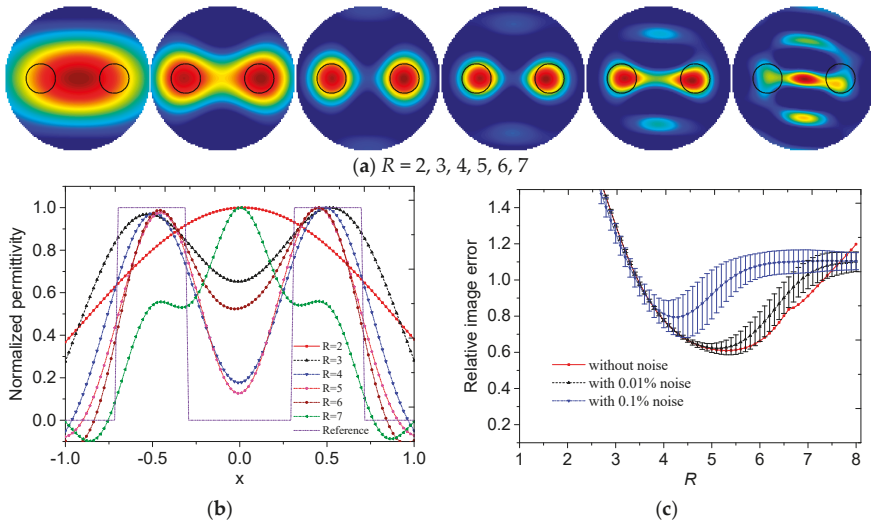 (a) R = 2, 3, 4, 5, 6, 7
Normalized permittivity
1.0
0.8
0.6
0.4
0.2
0.0
R=2
R=3
R=4
R=5
R=6
R=7
Reference
-1.0 -0.5 0.0 0.5 1.0
x
(b)
Relative image error
1.4
1.2
1.0
0.8
0.6
0.4
0.2
without noise
with 0.01% noise
with 0.1% noise
1 2 3 4 5 6 7 8
R
(c)